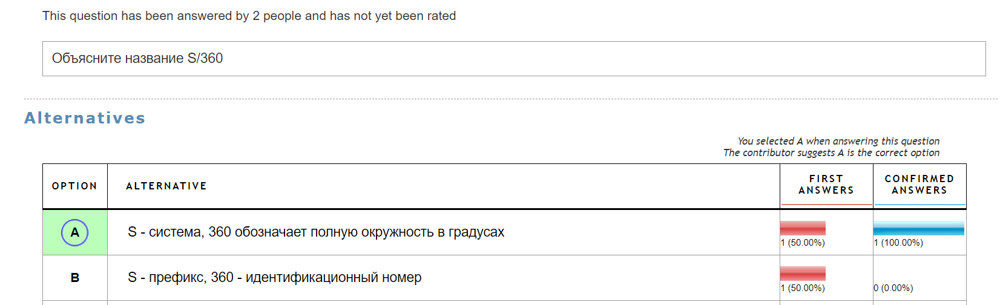 This question has been answered by 2 people and has not yet been rated
Объясните название S/360
Alternatives
You selected A when answering this question
The contributor suggests A is the correct option
OPTION
ALTERNATIVE
FIRST
ANSWERS
CONFIRMED
ANSWERS
A
S - система, 360 обозначает полную окружность в градусах
1 (50.00%)
1 (100.00%)
B
S - префикс, 360 - идентификационный номер
1 (50.00%)
0 (0.00%)